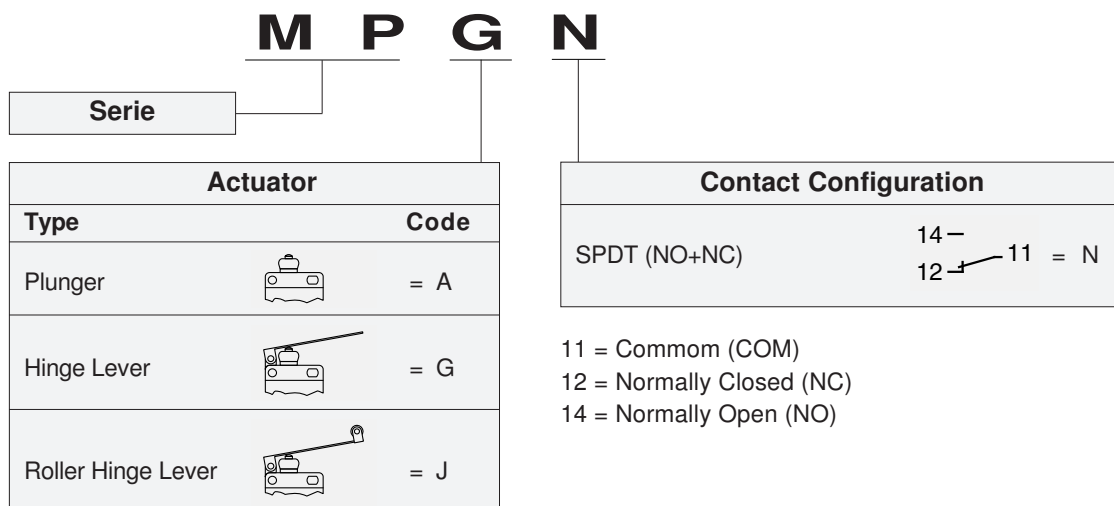 M P G N
Serie
Actuator
Type Code
Plunger = A
Hinge Lever = G
Roller Hinge Lever = J
Contact Configuration
SPDT (NO+NC) 14 12 11 = N
11 = Commom (COM)
12 = Normally Closed (NC)
14 = Normally Open (NO)